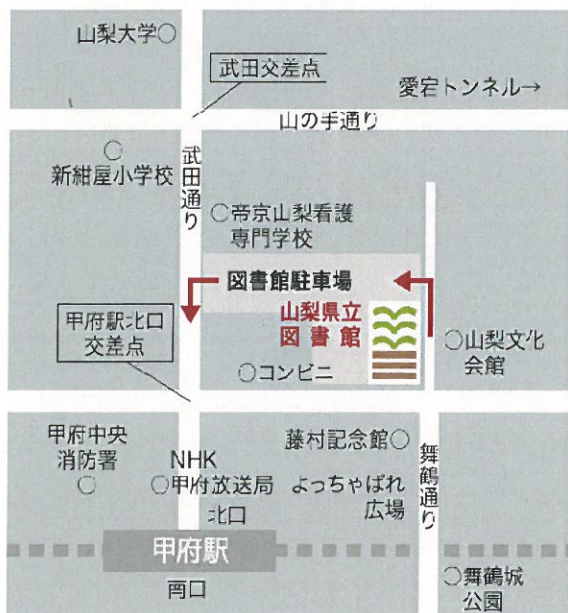 山梨大学
武田交差点
愛宕トンネル→
山の手通り
新紺屋小学校
武田通り
帝京山梨看護
専門学校
図書館駐車場
山梨県立
図書館
甲府駅北口
交差点
山梨文化
会館
コンビニ
甲府中央
消防署
NHK
甲府放送局
北口
藤村記念館
よっちゃばれ
広場
舞鶴通り
甲府駅
南口
舞鶴城
公園